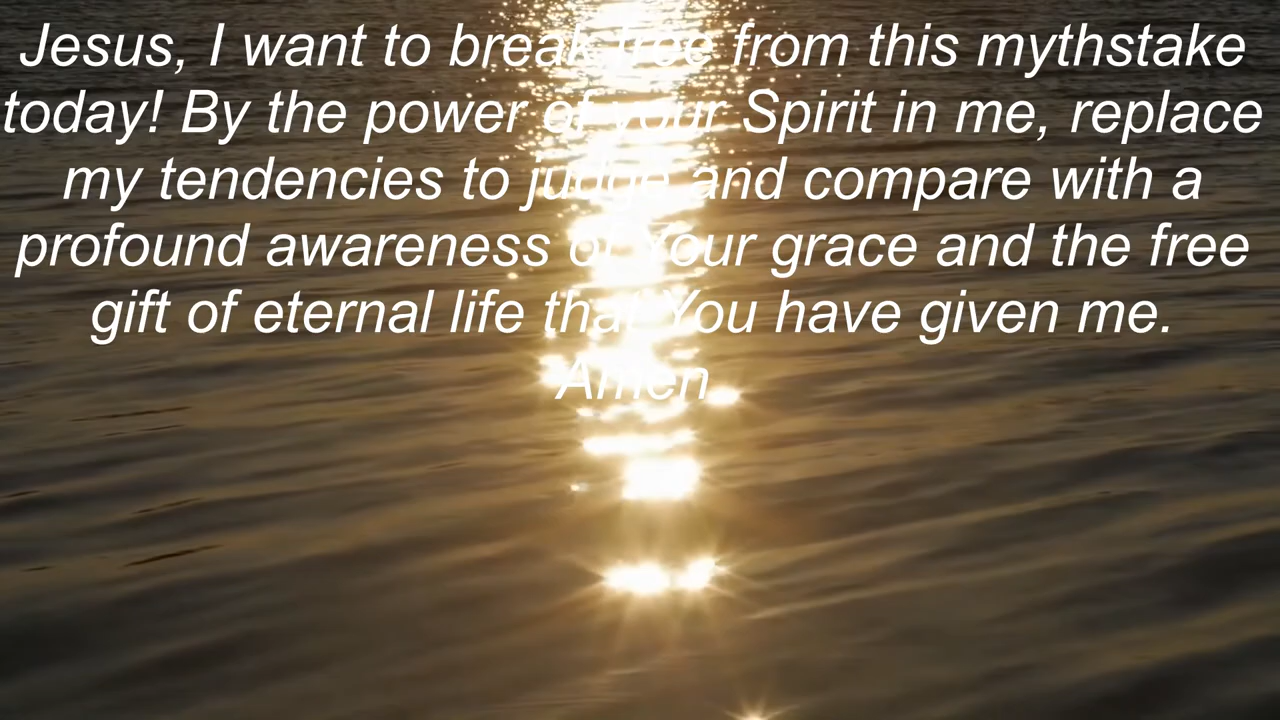 Jesus, I want to break free from this mythstake
today! By the power of your Spirit in me, replace
my tendencies to judge and compare with a
profound awareness of Your grace and the free
gift of eternal life that You have given me.
Amen